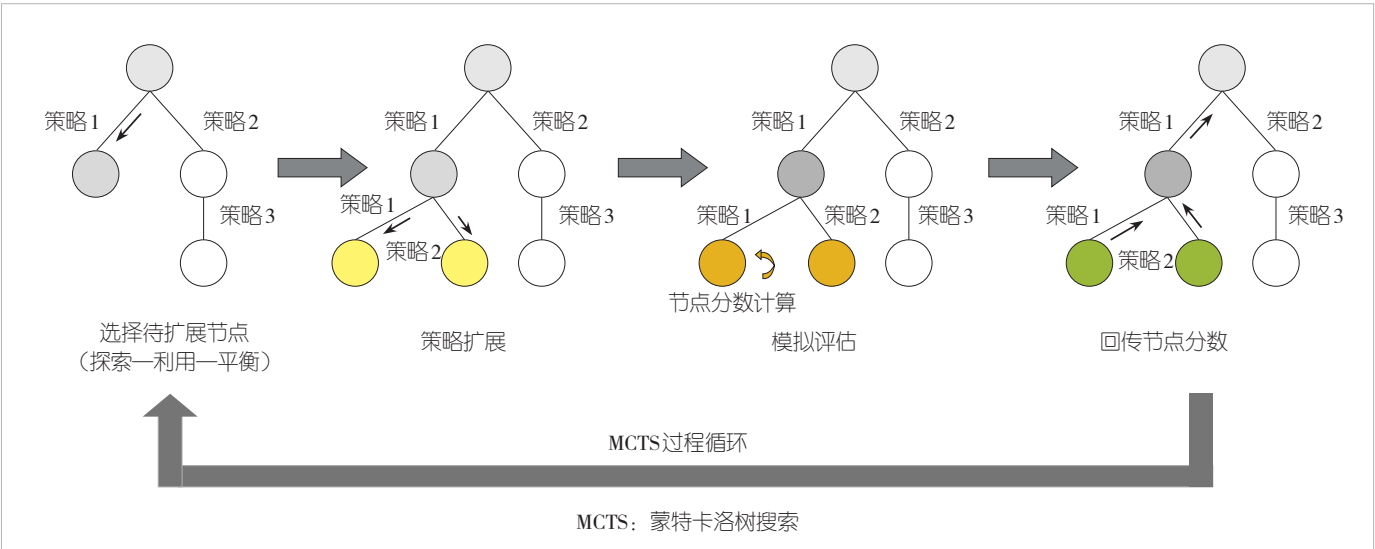 策略1
策略2
策略3
选择待扩展节点
（探索—利用—平衡）
策略1
策略2
策略1
策略3
策略2
策略扩展
策略1
策略2
策略1
策略2
策略3
节点分数计算
模拟评估
策略1
策略2
策略1
策略3
策略2
回传节点分数
MCTS过程循环
MCTS：蒙特卡洛树搜索